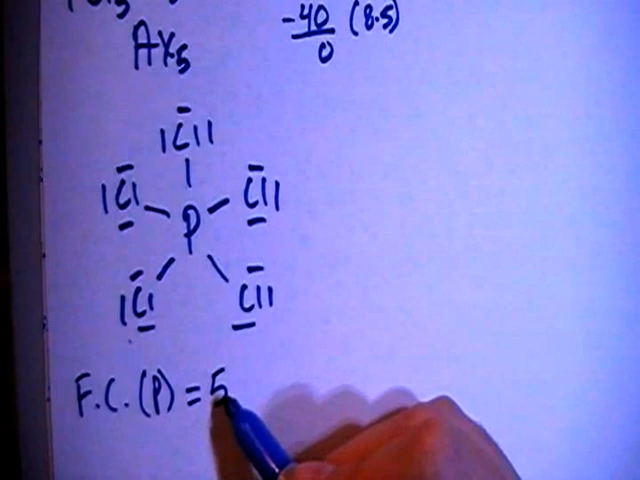 -40 (8·5)
0
AX₅
|Cl|
|Cl Cl|
P
|Cl Cl|
F.C. (P) = 5